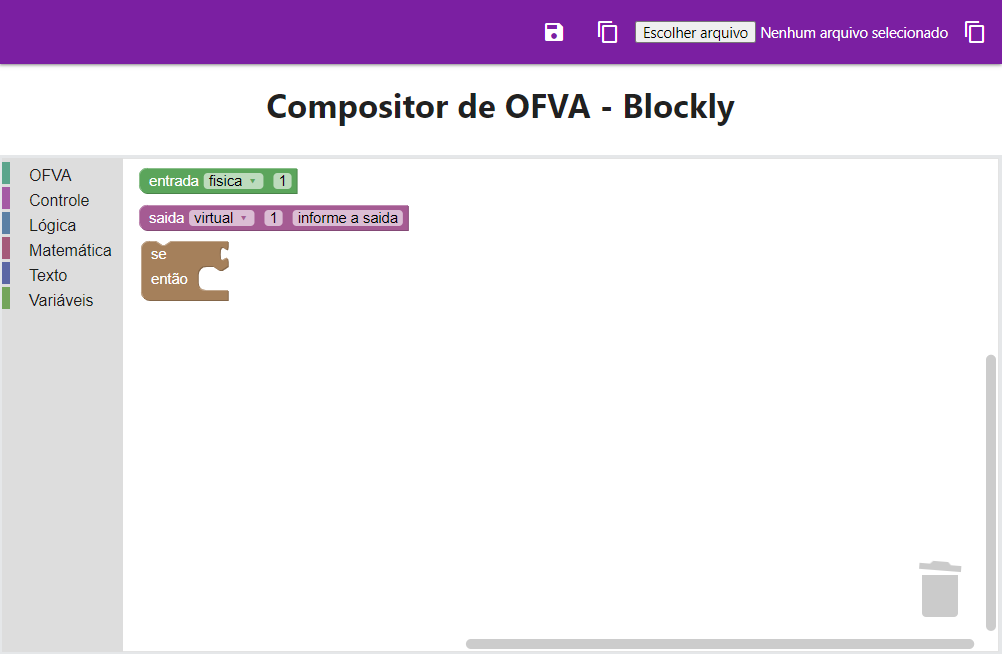 Escolher arquivo Nenhum arquivo selecionado
Compositor de OFVA - Blockly
OFVA
Controle
Lógica
Matemática
Texto
Variáveis
entrada fisica 1
saida virtual 1 informe a saida
se
então